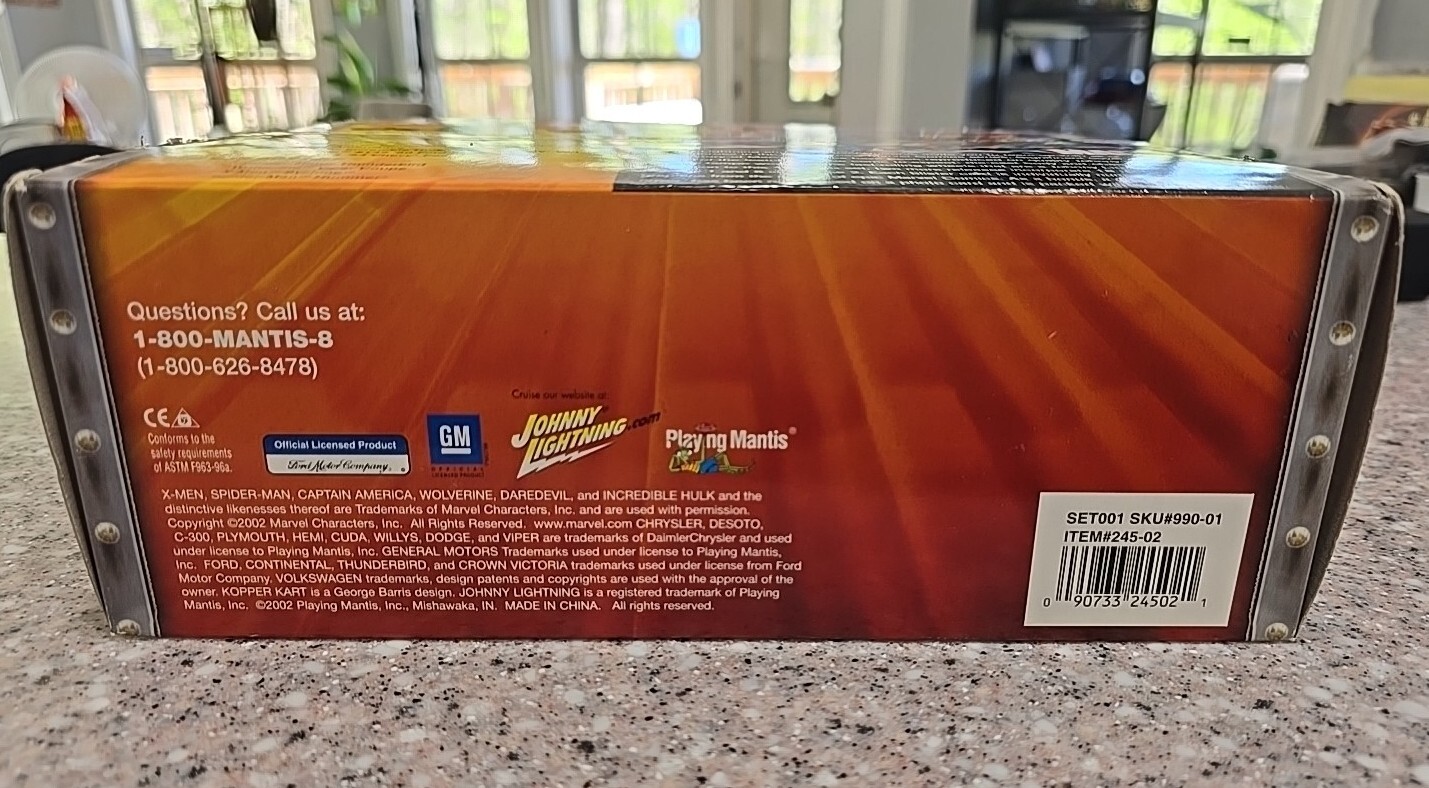 Questions? Call us at:
1-800-MANTIS-8
(1-800-626-8478)
CE
Conforms to the
safety requirements
of ASTM F963-96a.
Official Licensed Product
Ford Motor Company.
GM
OFFICIAL
LICENSED PRODUCT
Cruise our website at
JOHNNY
LIGHTNING.com
Playing Mantis®
X-MEN, SPIDER-MAN, CAPTAIN AMERICA, WOLVERINE, DAREDEVIL, and INCREDIBLE HULK and the
distinctive likenesses thereof are Trademarks of Marvel Characters, Inc. and are used with permission.
Copyright ©2002 Marvel Characters, Inc. All Rights Reserved. www.marvel.com CHRYSLER, DESOTO,
C-300, PLYMOUTH, HEMI, CUDA, WILLYS, DODGE, and VIPER are trademarks of DaimlerChrysler and used
under license to Playing Mantis, Inc. GENERAL MOTORS Trademarks used under license to Playing Mantis,
Inc. FORD, CONTINENTAL, THUNDERBIRD, and CROWN VICTORIA trademarks used under license from Ford
Motor Company. VOLKSWAGEN trademarks, design patents and copyrights are used with the approval of the
owner. KOPPER KART is a George Barris design. JOHNNY LIGHTNING is a registered trademark of Playing
Mantis, Inc. ©2002 Playing Mantis, Inc., Mishawaka, IN. MADE IN CHINA. All rights reserved.
SET001 SKU#990-01
ITEM#245-02
0 90733 24502 1